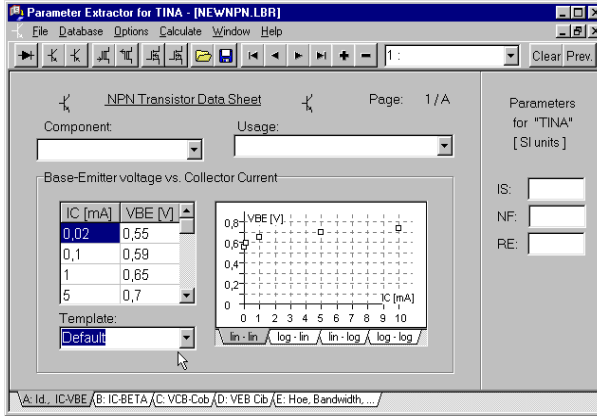 Parameter Extractor for TINA - [NEWNPN.LBR]
File Database Options Calculate Window Help
1 : Clear Prev.
NPN Transistor Data Sheet Page: 1/A
Component: Usage:
Parameters
for "TINA"
[ SI units ]
Base-Emitter voltage vs. Collector Current
IC [mA] VBE [V]
0,02 0,55
0,1 0,59
1 0,65
5 0,7
Template:
Default
VBE [V]
0,8
0,6
0,4
0,2
0
0 1 2 3 4 5 6 7 8 9 10
IC [mA]
lin - lin log - lin lin - log log - log
IS:
NF:
RE:
A: Id., IC-VBE B: IC-BETA C: VCB-Cob D: VEB Cib E: Hoe, Bandwidth, ...